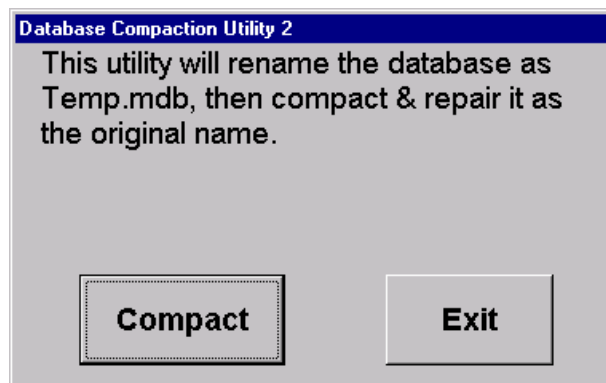 Database Compaction Utility 2
This utility will rename the database as
Temp.mdb, then compact & repair it as
the original name.
Compact Exit